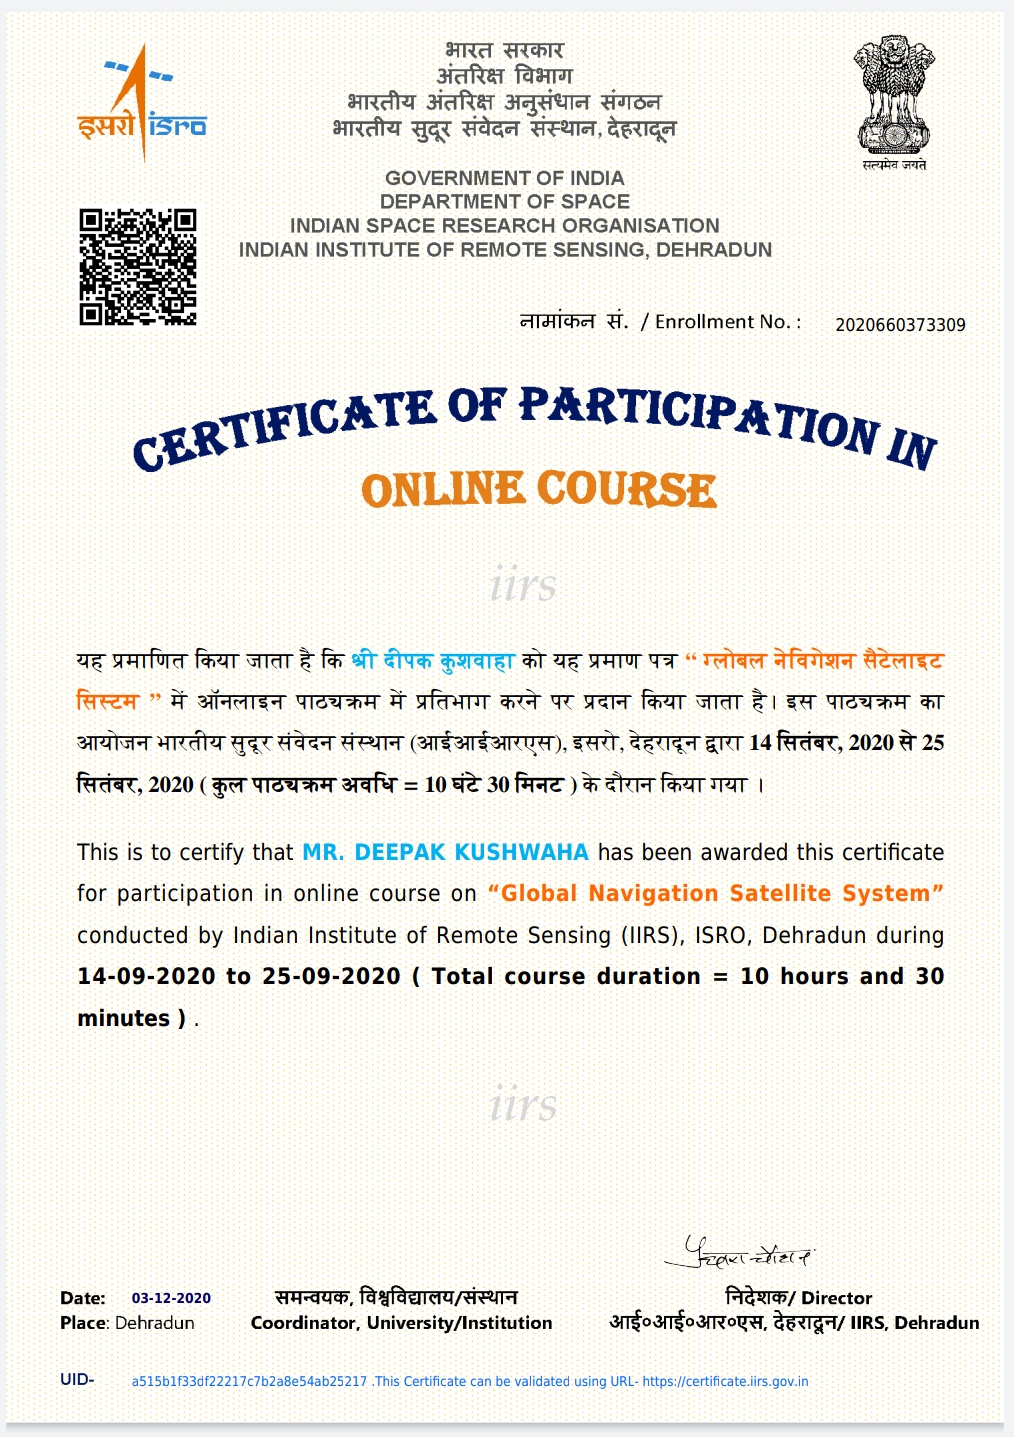 भारत सरकार
अंतरिक्ष विभाग
भारतीय अंतरिक्ष अनुसंधान संगठन
भारतीय सुदूर संवेदन संस्थान, देहरादून
इसरो isro
सत्यमेव जयते
GOVERNMENT OF INDIA
DEPARTMENT OF SPACE
INDIAN SPACE RESEARCH ORGANISATION
INDIAN INSTITUTE OF REMOTE SENSING, DEHRADUN
नामांकन सं. / Enrollment No. : 2020660373309
CERTIFICATE OF PARTICIPATION IN
ONLINE COURSE
iirs
यह प्रमाणित किया जाता है कि श्री दीपक कुशवाहा को यह प्रमाण पत्र “ ग्लोबल नेविगेशन सैटेलाइट
सिस्टम ” में ऑनलाइन पाठ्यक्रम में प्रतिभाग करने पर प्रदान किया जाता है। इस पाठ्यक्रम का
आयोजन भारतीय सुदूर संवेदन संस्थान (आईआईआरएस), इसरो, देहरादून द्वारा 14 सितंबर, 2020 से 25
सितंबर, 2020 ( कुल पाठ्यक्रम अवधि = 10 घंटे 30 मिनट ) के दौरान किया गया ।
This is to certify that MR. DEEPAK KUSHWAHA has been awarded this certificate
for participation in online course on “Global Navigation Satellite System”
conducted by Indian Institute of Remote Sensing (IIRS), ISRO, Dehradun during
14-09-2020 to 25-09-2020 ( Total course duration = 10 hours and 30
minutes ) .
iirs
Date: 03-12-2020 समन्वयक, विश्वविद्यालय/संस्थान निदेशक/ Director
Place: Dehradun Coordinator, University/Institution आई०आई०आर०एस, देहरादून/ IIRS, Dehradun
UID- a515b1f33df22217c7b2a8e54ab25217 .This Certificate can be validated using URL- https://certificate.iirs.gov.in